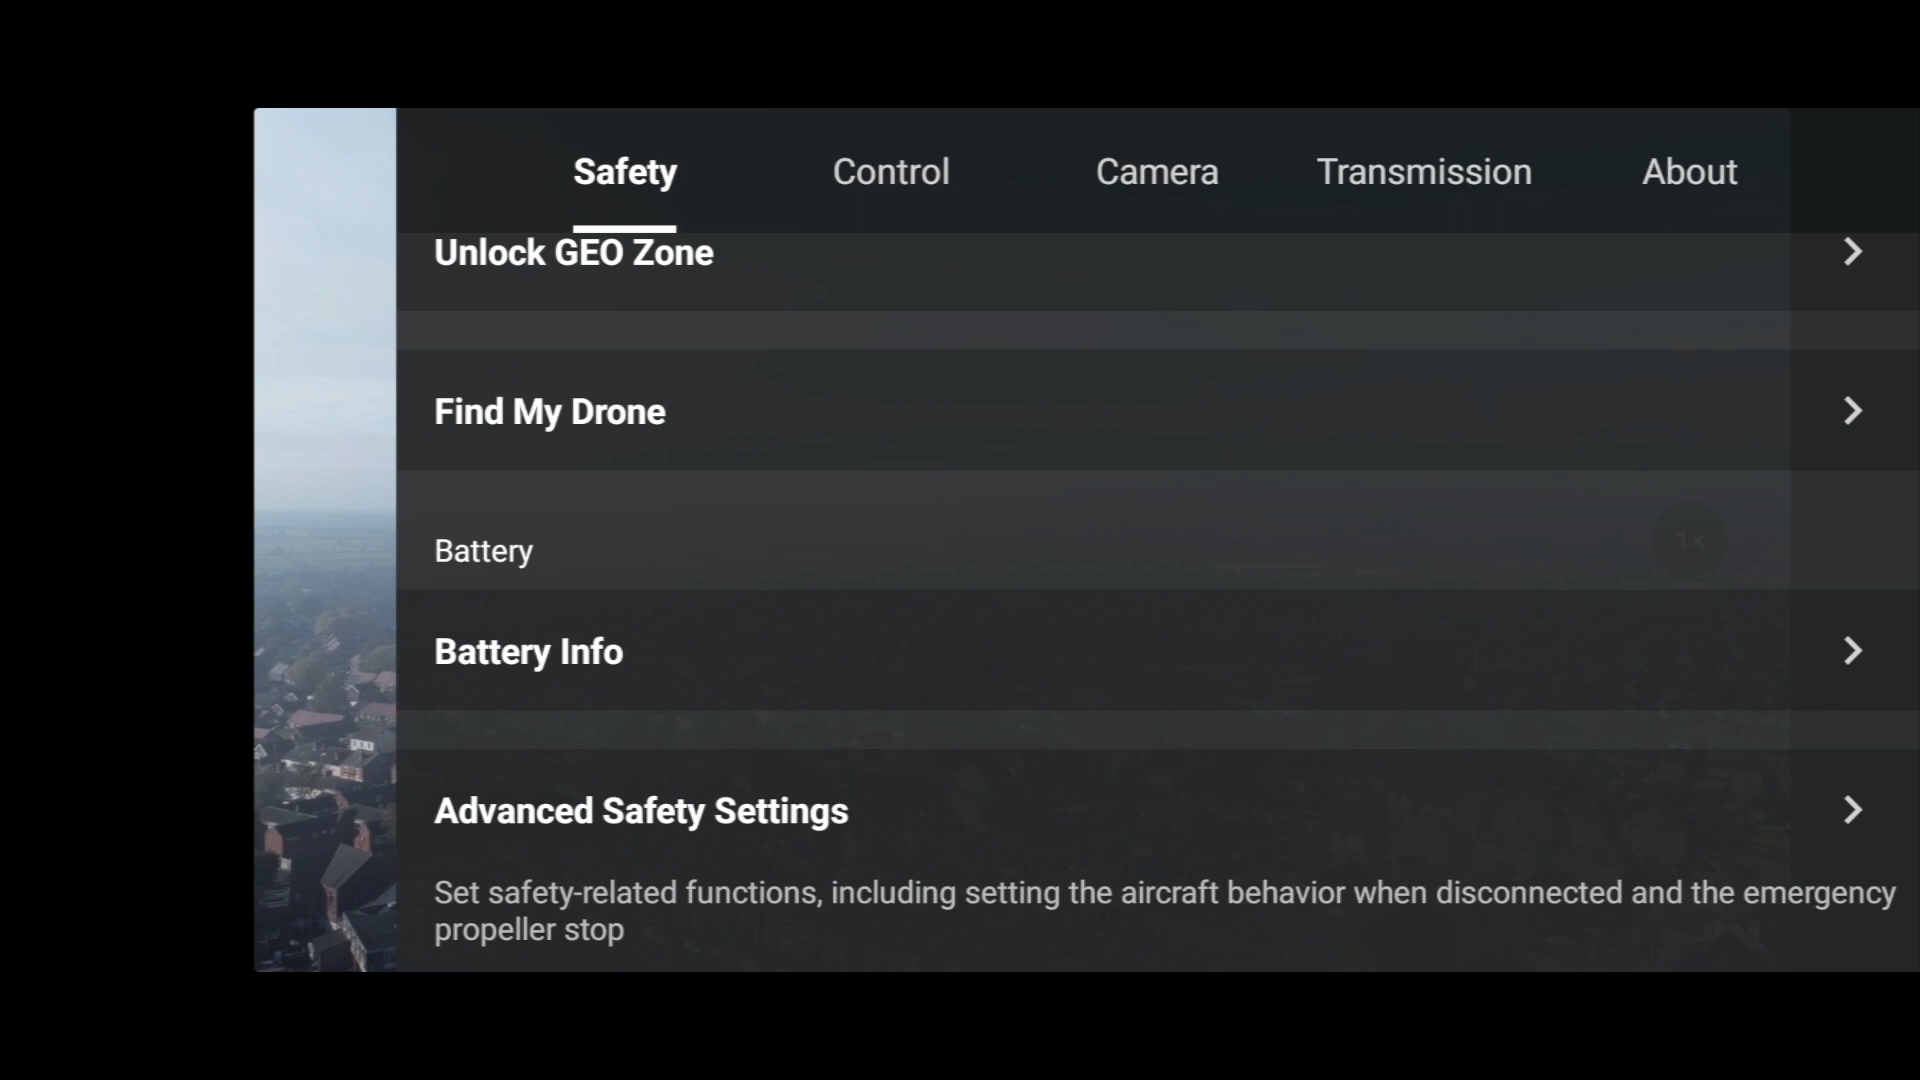 Safety Control Camera Transmission About
Unlock GEO Zone
Find My Drone
Battery
1×
Battery Info
Advanced Safety Settings
Set safety-related functions, including setting the aircraft behavior when disconnected and the emergency
propeller stop